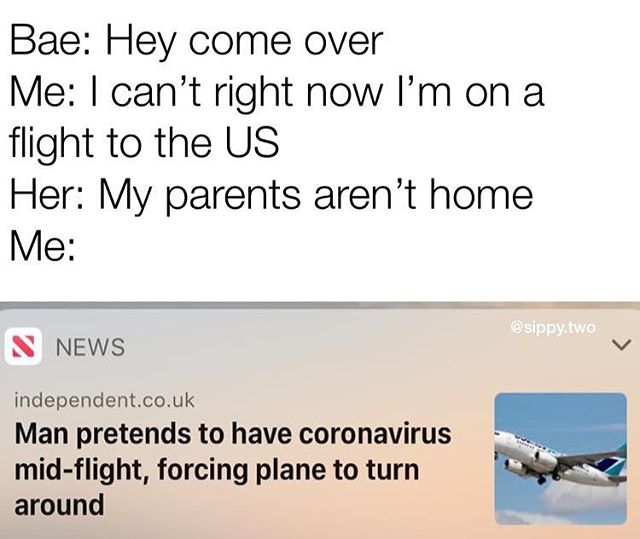 Bae: Hey come over
Me: I can’t right now I’m on a
flight to the US
Her: My parents aren’t home
Me:
@sippy.two
NEWS
independent.co.uk
Man pretends to have coronavirus
mid-flight, forcing plane to turn
around